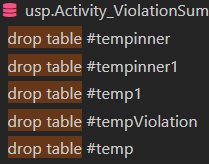 usp.Activity_ViolationSum
drop table #tempinner
drop table #tempinner1
drop table #temp1
drop table #tempViolation
drop table #temp